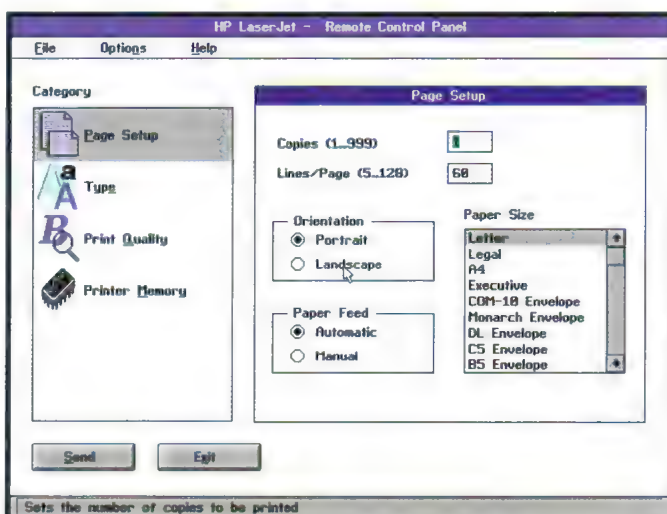 HP LaserJet - Remote Control Panel
File Options Help
Category
Page Setup
Type
Print Quality
Printer Memory
Page Setup
Copies (1..999) 1
Lines/Page (5..128) 60
Orientation
Portrait
Landscape
Paper Feed
Automatic
Manual
Paper Size
Letter
Legal
A4
Executive
COM-10 Envelope
Monarch Envelope
DL Envelope
C5 Envelope
B5 Envelope
Send Exit
Sets the number of copies to be printed